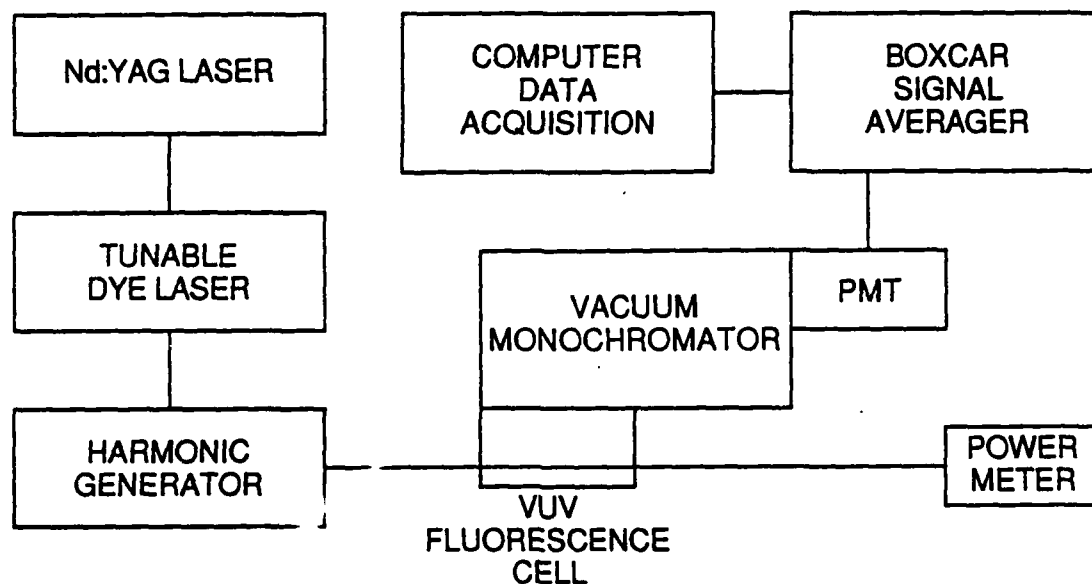 Nd:YAG LASER
COMPUTER
DATA
ACQUISITION
BOXCAR
SIGNAL
AVERAGER
TUNABLE
DYE LASER
VACUUM
MONOCHROMATOR
PMT
HARMONIC
GENERATOR
POWER
METER
VUV
FLUORESCENCE
CELL